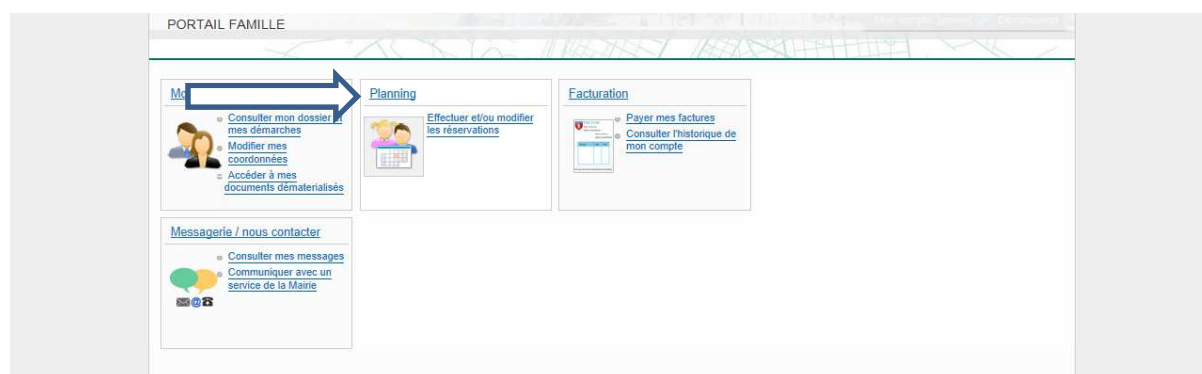 PORTAIL FAMILLE
Planning
Effectuer et/ou modifier
les réservations
Facturation
Payer mes factures
Consulter l'historique de
mon compte
Consulter mon dossier et
mes démarches
Modifier mes
coordonnées
Accéder à mes
documents dématerialisés
Messagerie / nous contacter
Consulter mes messages
Communiquer avec un
service de la Mairie